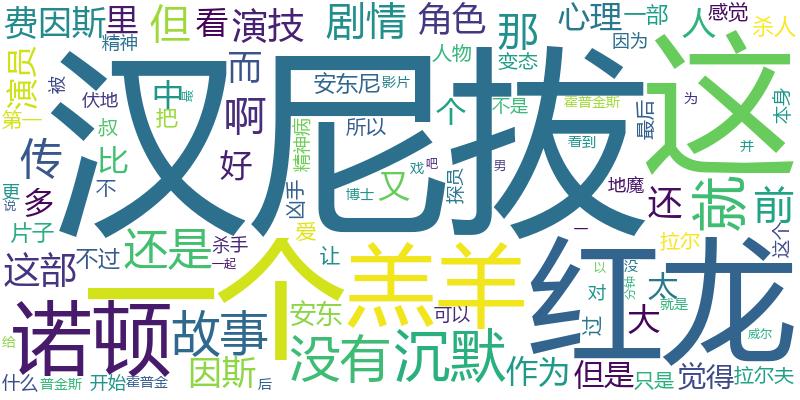 费因斯 里 但 看 演技 剧情 角色 那 心理 一部 人 感觉 杀人
精神 人物 变态 因为
演员 被 伏地 中 最 而 安东尼 影片 个 不是 霍普金斯 为 本身
第一 叔 把 啊 精神病 所以 最后 看到 并
汉尼拔 这
传 比 好 戏 吧 男
更 多 不 凶手 博士 又 探员 地魔 还 就 前
说
片子 不过 还是 杀手 爱 一 拉尔 这个
这部 一起 一个 让 羔羊 红龙 以 没 对 太
诺顿 故事 安东 可以 过 大 就是 威尔
给 因斯 没有 沉默 作为 但是 只是 觉得 拉尔夫
什么 普金斯 开始 霍普金 后